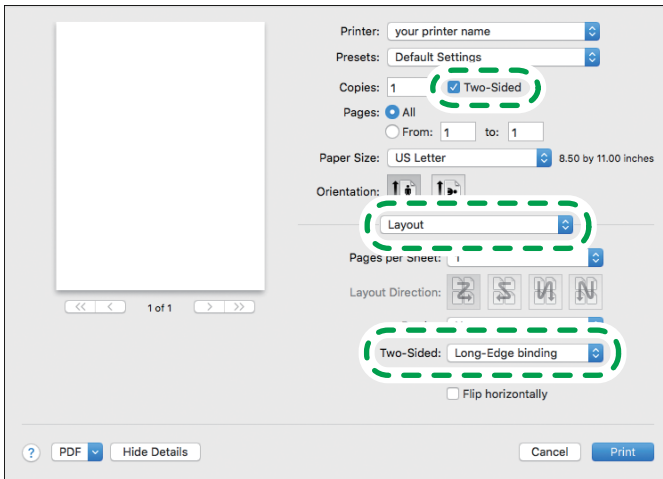 Printer: your printer name
Presets: Default Settings
Copies: 1 Two-Sided
Pages: All
From: 1 to: 1
Paper Size: US Letter 8.50 by 11.00 inches
Orientation:
Layout
Pages per Sheet: 1
Layout Direction:
Two-Sided: Long-Edge binding
Flip horizontally
<< < 1 of 1 > >>
? PDF Hide Details Cancel Print